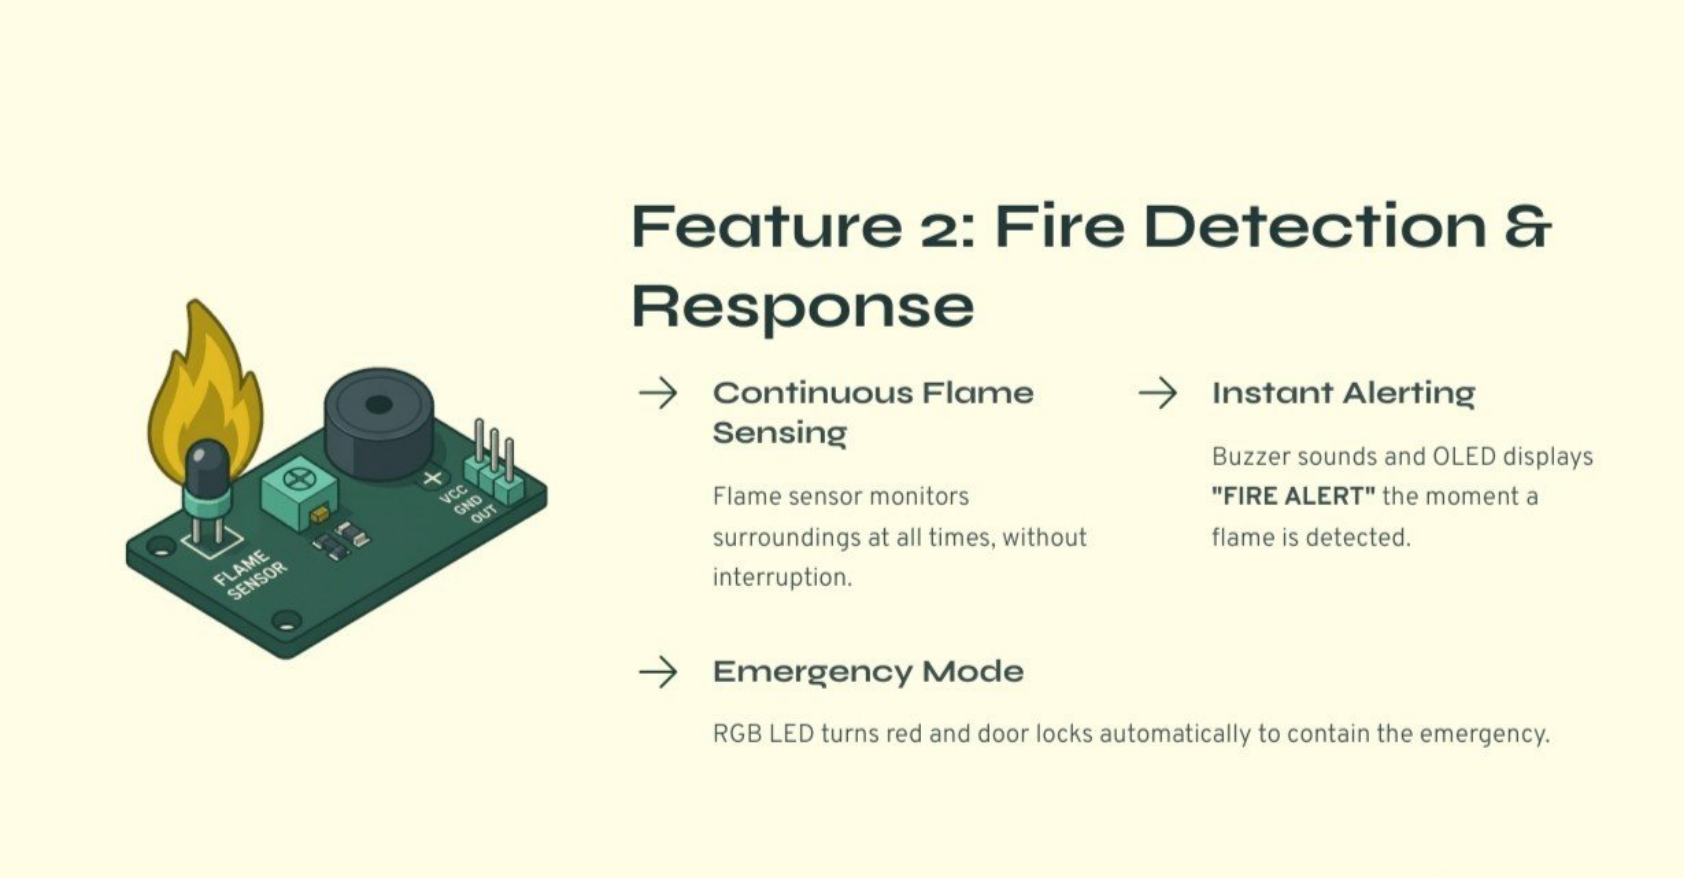 Feature 2: Fire Detection &
Response
Continuous Flame
Sensing
Flame sensor monitors
surroundings at all times, without
interruption.
Instant Alerting
Buzzer sounds and OLED displays
"FIRE ALERT" the moment a
flame is detected.
Emergency Mode
RGB LED turns red and door locks automatically to contain the emergency.
FLAME
SENSOR
VCC
GND
OUT